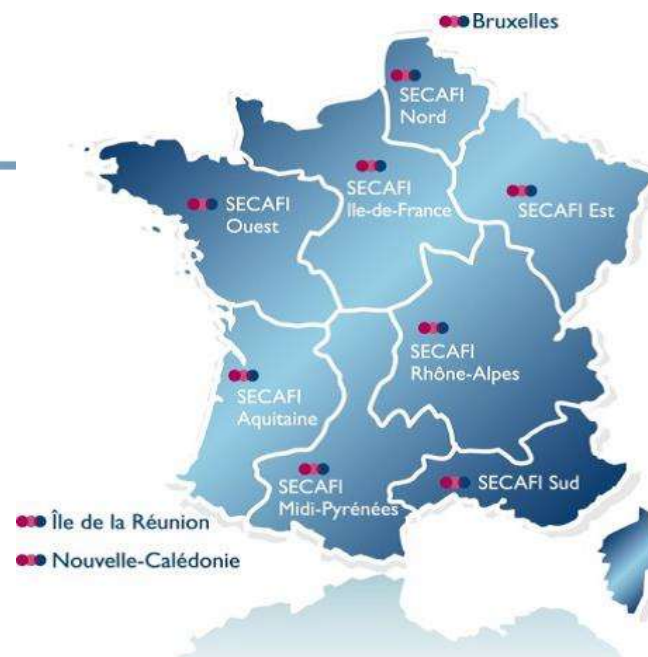 Bruxelles
SECAFI
Nord
SECAFI
Ile-de-France
SECAFI Est
SECAFI
Ouest
SECAFI
Rhône-Alpes
SECAFI
Aquitaine
SECAFI
Midi-Pyrénées
SECAFI Sud
Île de la Réunion
Nouvelle-Calédonie